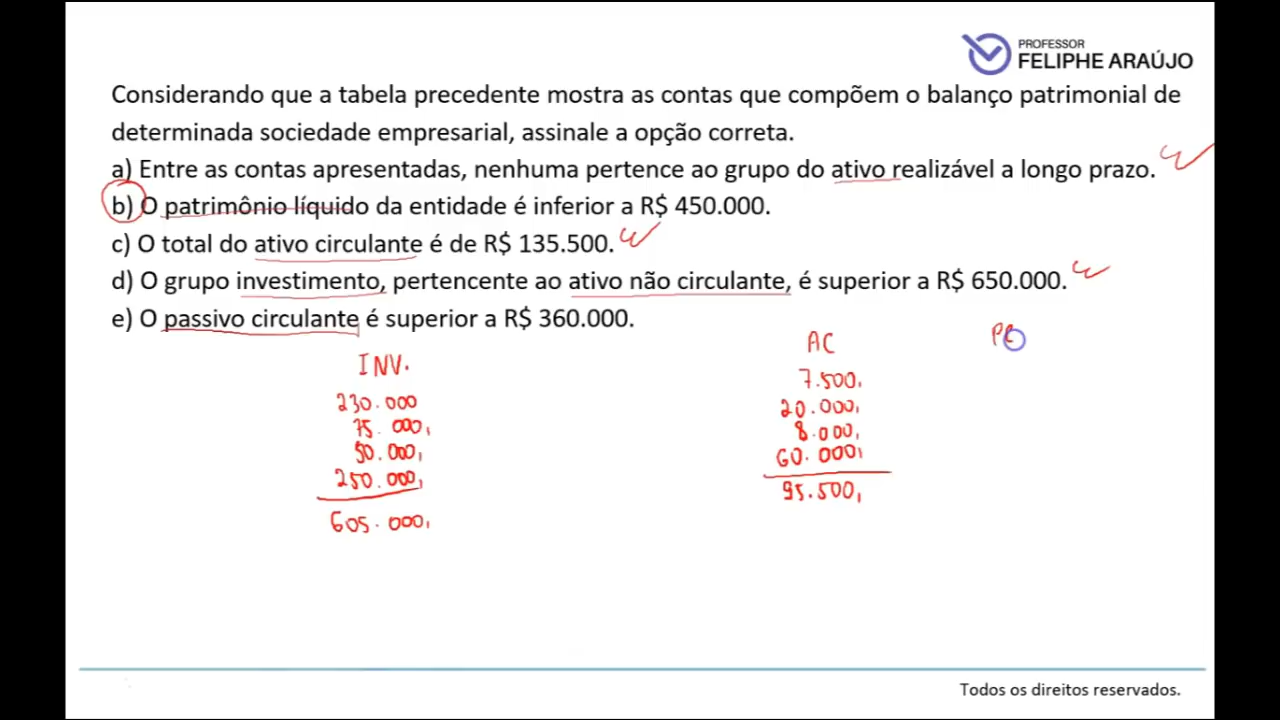 PROFESSOR
FELIPHE ARAÚJO
Considerando que a tabela precedente mostra as contas que compõem o balanço patrimonial de
determinada sociedade empresarial, assinale a opção correta.
a) Entre as contas apresentadas, nenhuma pertence ao grupo do ativo realizável a longo prazo.
b) O patrimônio líquido da entidade é inferior a R$ 450.000.
c) O total do ativo circulante é de R$ 135.500.
d) O grupo investimento, pertencente ao ativo não circulante, é superior a R$ 650.000.
e) O passivo circulante é superior a R$ 360.000.
INV.
230.000
75.000,
50.000,
250.000,
605.000,
AC
7.500,
20.000,
8.000,
60.000,
95.500,
Todos os direitos reservados.